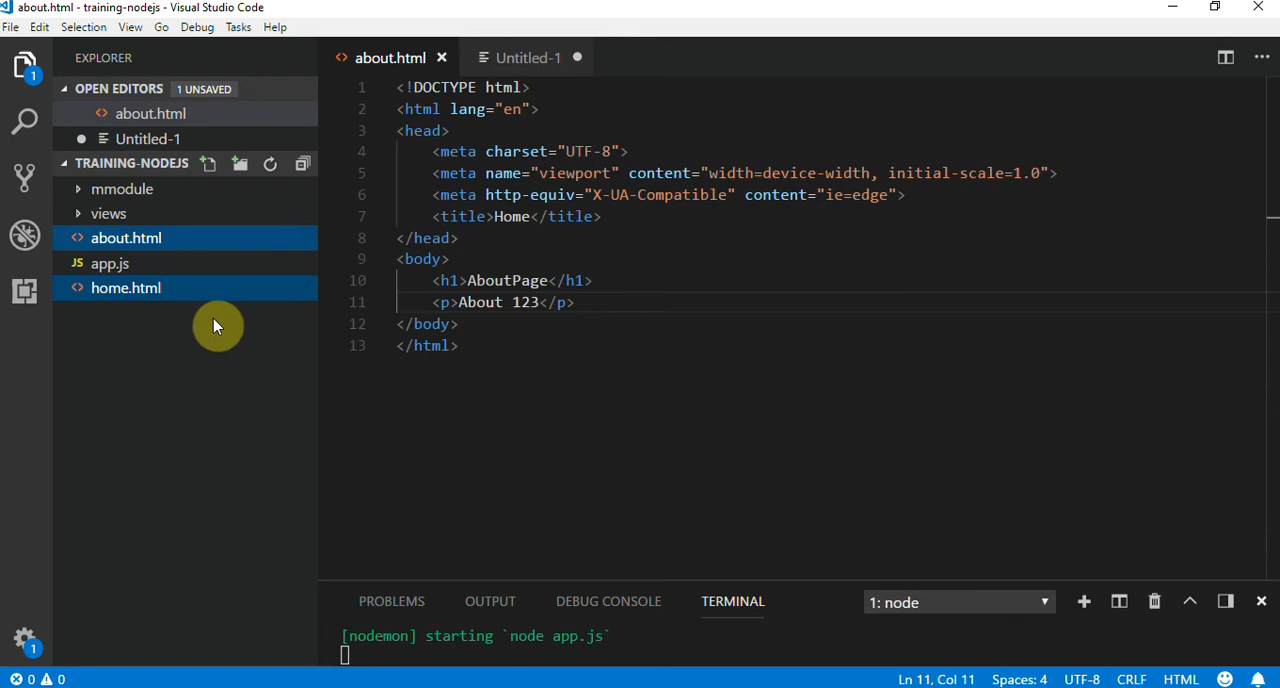 about.html - training-nodejs - Visual Studio Code
File Edit Selection View Go Debug Tasks Help
EXPLORER
OPEN EDITORS 1 UNSAVED
<> about.html
Untitled-1
TRAINING-NODEJS
mmodule
views
<> about.html
JS app.js
<> home.html
1
1
<> about.html × Untitled-1 ●
1 <!DOCTYPE html>
2 <html lang="en">
3 <head>
4 <meta charset="UTF-8">
5 <meta name="viewport" content="width=device-width, initial-scale=1.0">
6 <meta http-equiv="X-UA-Compatible" content="ie=edge">
7 <title>Home</title>
8 </head>
9 <body>
10 <h1>AboutPage</h1>
11 <p>About 123</p>
12 </body>
13 </html>
PROBLEMS OUTPUT DEBUG CONSOLE TERMINAL 1: node
[nodemon] starting `node app.js`
0 0 Ln 11, Col 11 Spaces: 4 UTF-8 CRLF HTML